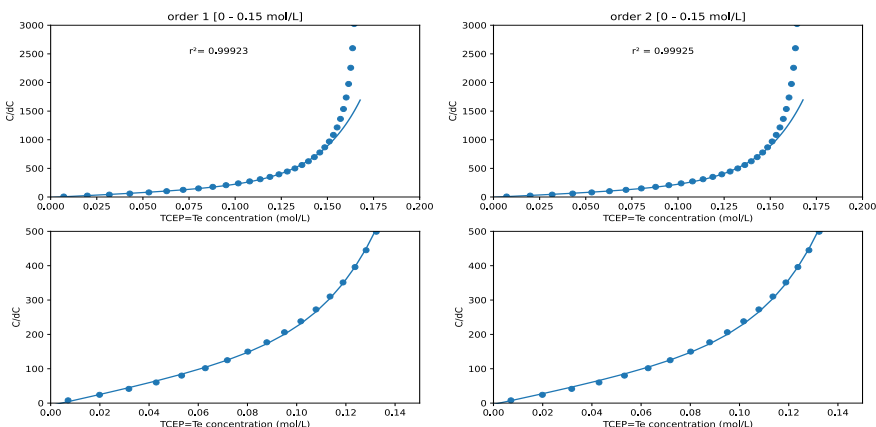 order 1 [0 - 0.15 mol/L]
r²= 0.99923
C/dC
3000
2500
2000
1500
1000
500
0
0.000 0.025 0.050 0.075 0.100 0.125 0.150 0.175 0.200
TCEP=Te concentration (mol/L)
order 2 [0 - 0.15 mol/L]
r² = 0.99925
C/dC
3000
2500
2000
1500
1000
500
0
0.000 0.025 0.050 0.075 0.100 0.125 0.150 0.175 0.200
TCEP=Te concentration (mol/L)
C/dC
500
400
300
200
100
0
0.00 0.02 0.04 0.06 0.08 0.10 0.12 0.14
TCEP=Te concentration (mol/L)
C/dC
500
400
300
200
100
0
0.00 0.02 0.04 0.06 0.08 0.10 0.12 0.14
TCEP=Te concentration (mol/L)